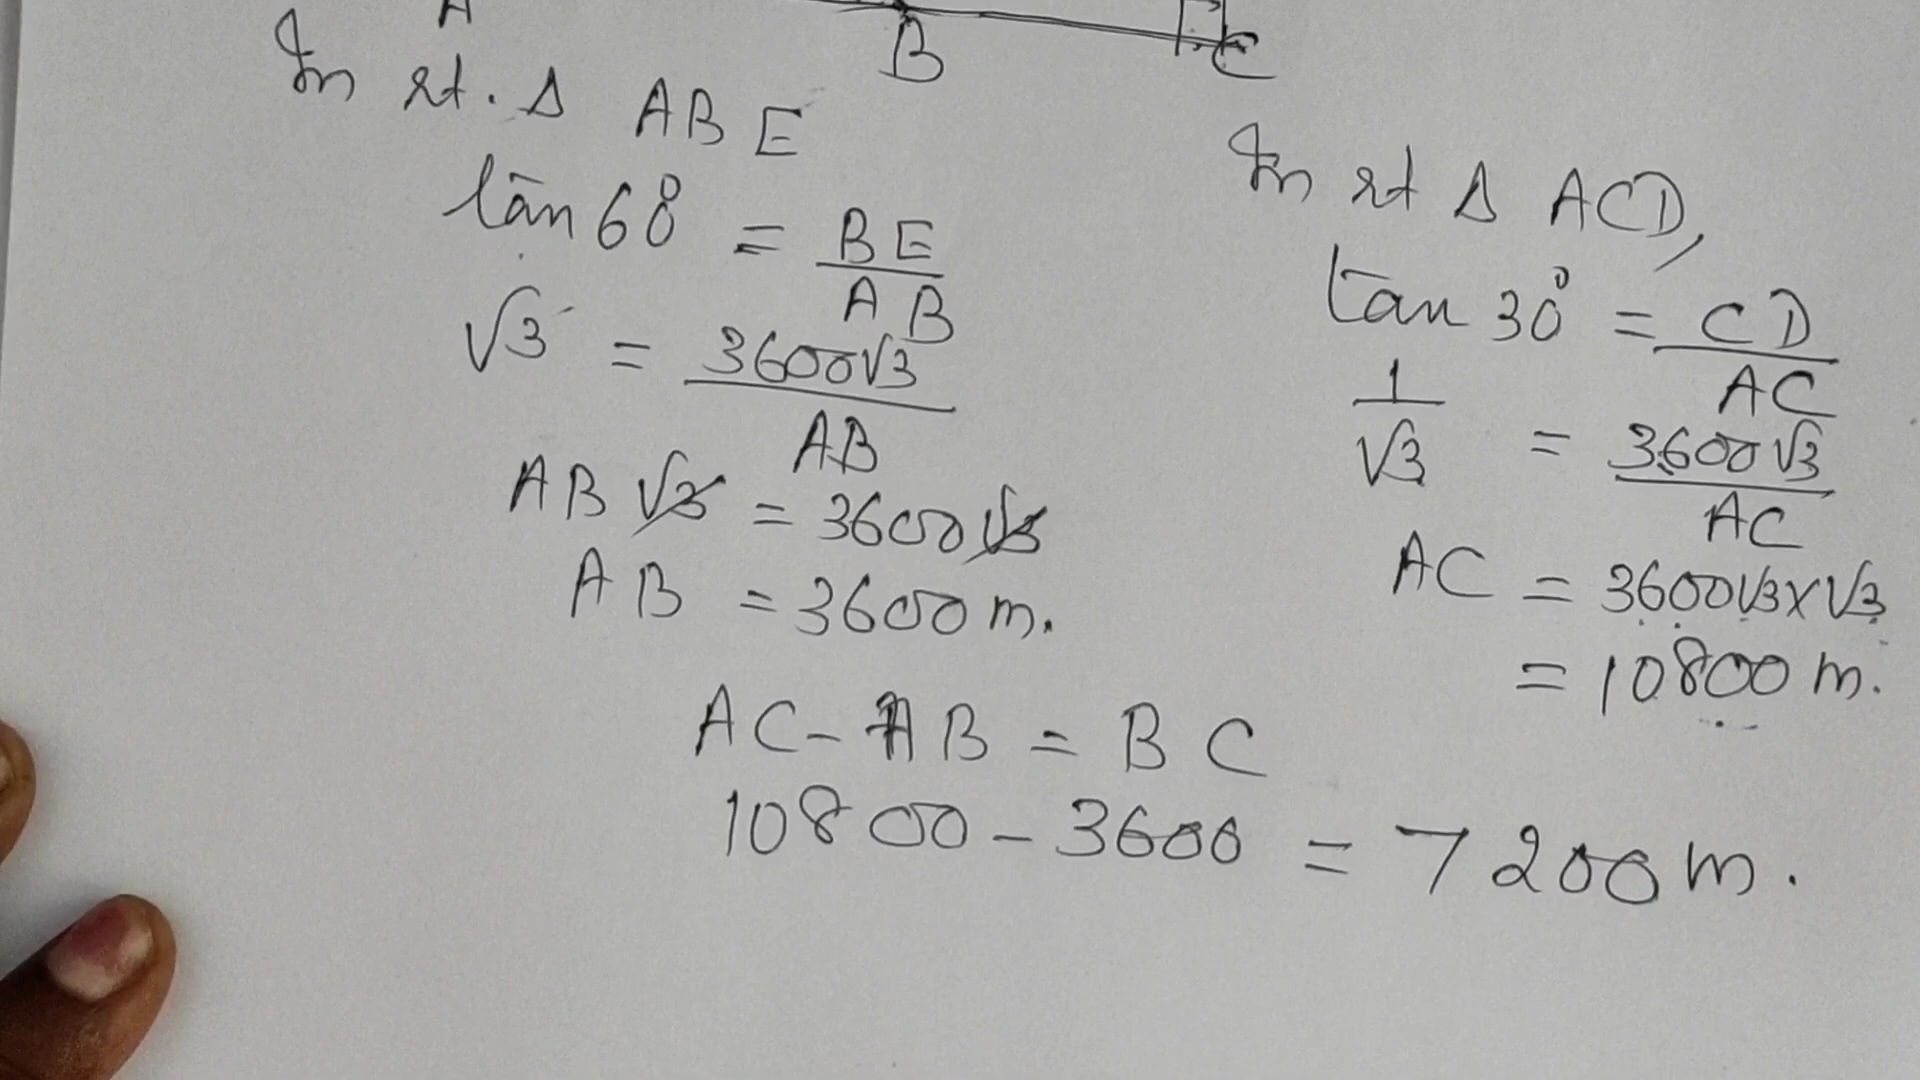 A
B
C
In rt. Δ ABE
tan 60° = BE / AB
√3 = 3600√3 / AB
AB √3 = 3600√3
AB = 3600 m.
In rt Δ ACD,
tan 30° = CD / AC
1 / √3 = 3600√3 / AC
AC = 3600√3×√3
= 10800 m.
AC - AB = BC
10800 - 3600 = 7200 m.